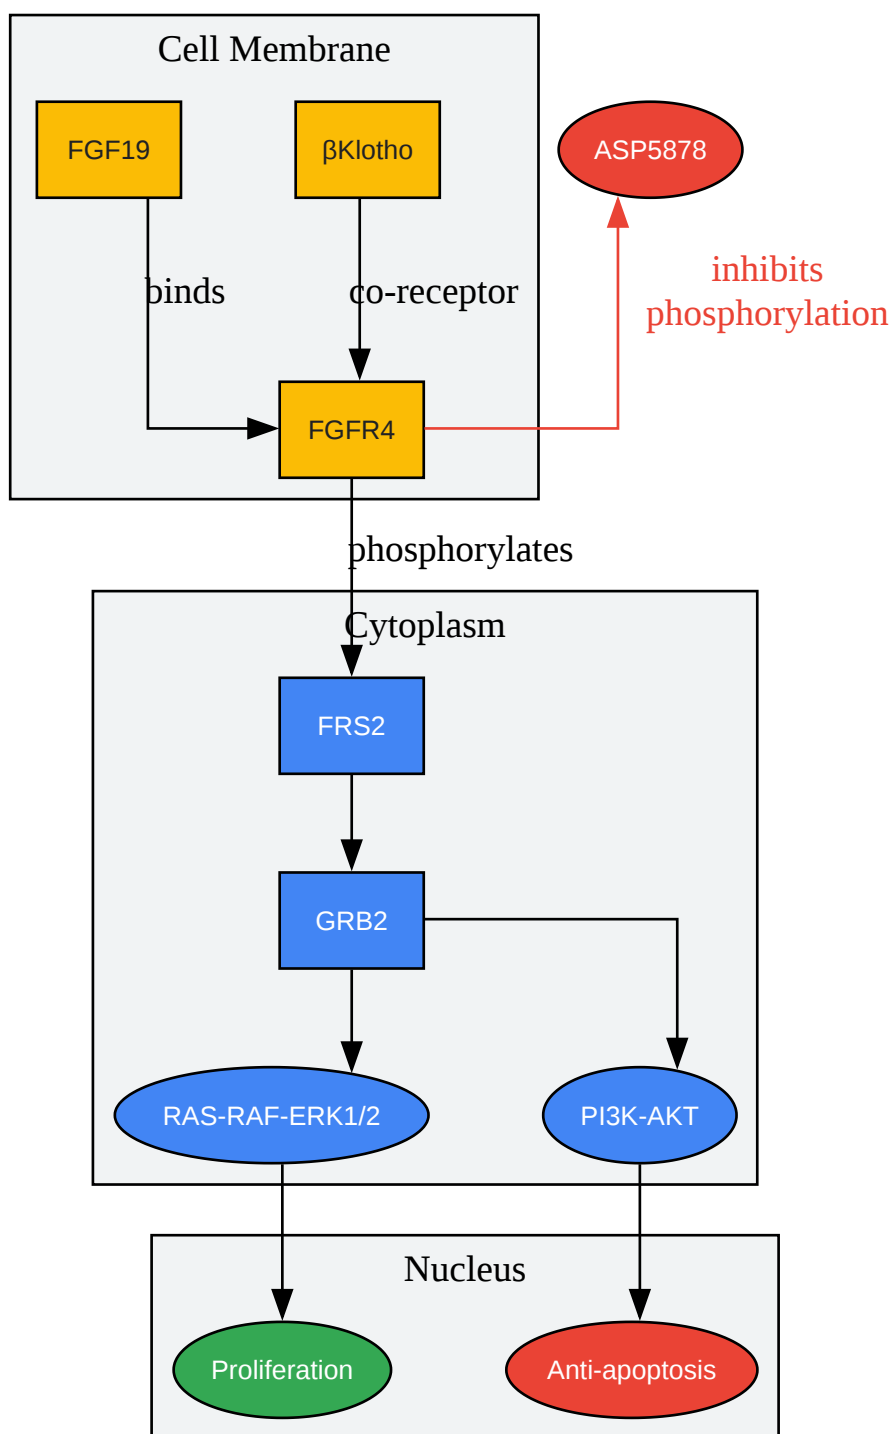 Cell Membrane
FGF19
βKlotho
ASP5878
binds
co-receptor
inhibits
phosphorylation
FGFR4
phosphorylates
Cytoplasm
FRS2
GRB2
RAS-RAF-ERK1/2
PI3K-AKT
Nucleus
Proliferation
Anti-apoptosis